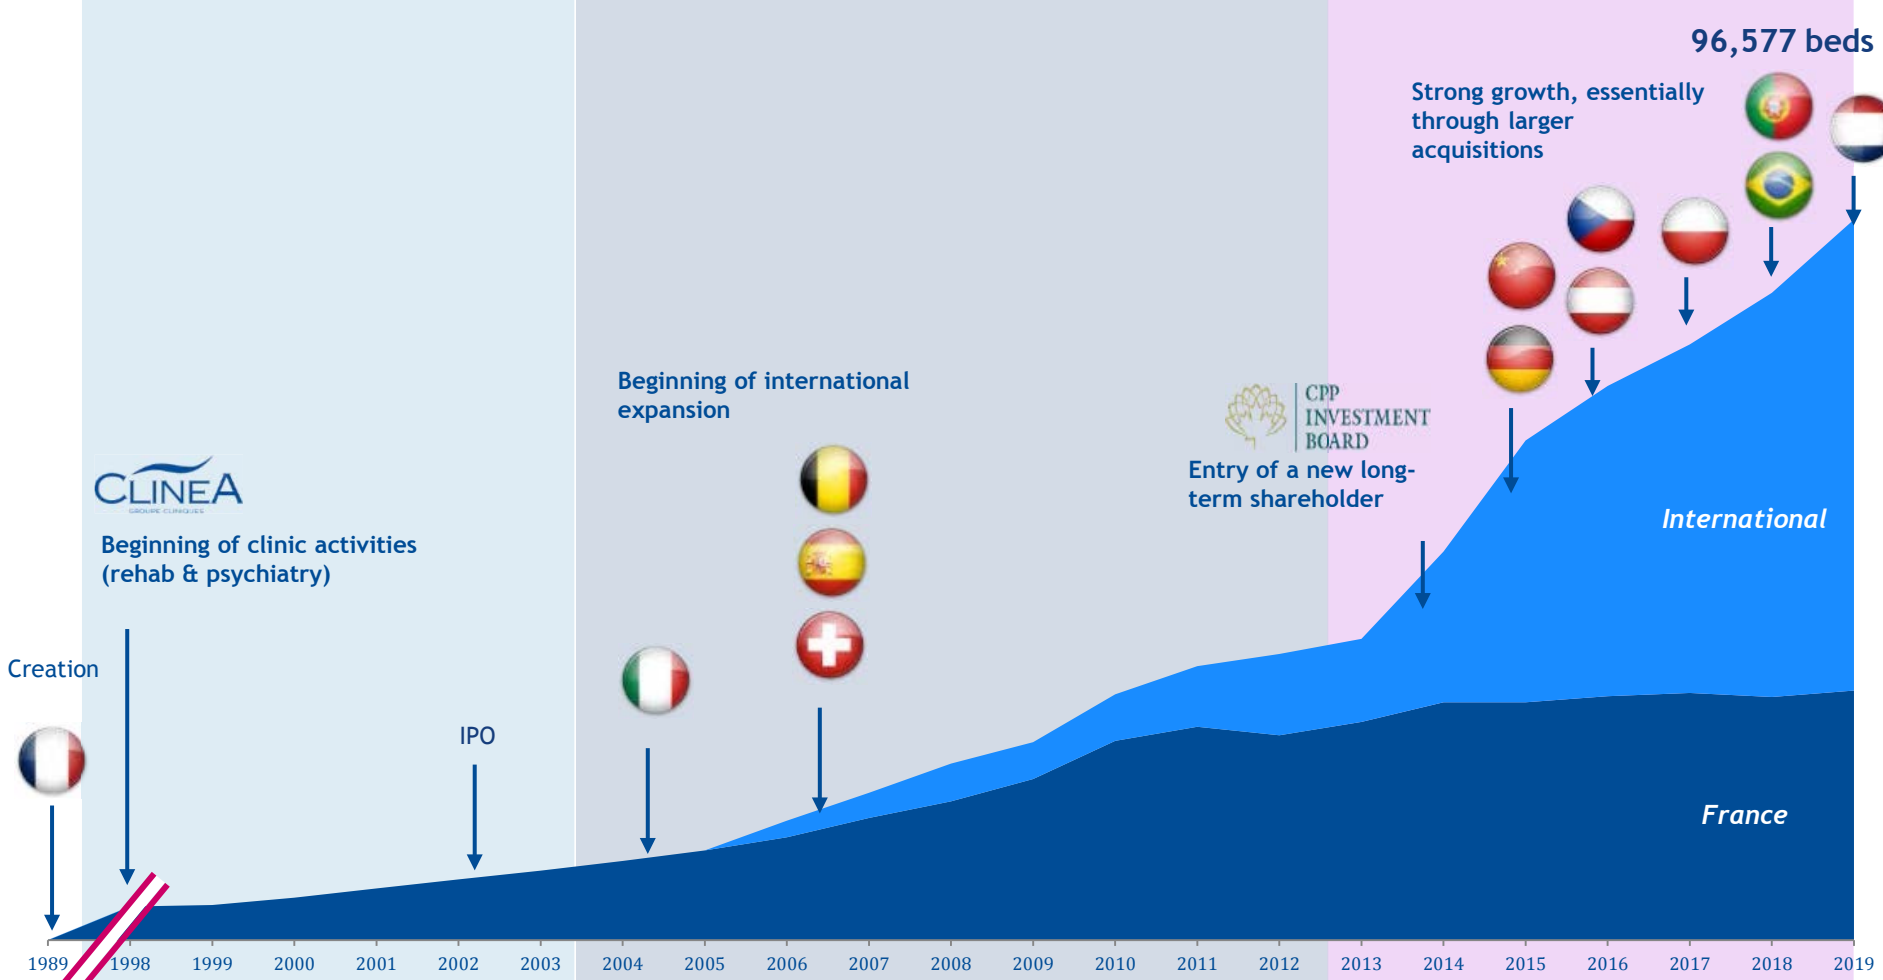 96,577 beds
Strong growth, essentially
through larger
acquisitions
Beginning of international
expansion
CPP
INVESTMENT
BOARD
Entry of a new long-
term shareholder
CLINEA
GROUPE CLINIQUES
Beginning of clinic activities
(rehab & psychiatry)
International
Creation
IPO
France
1989 1998 1999 2000 2001 2002 2003 2004 2005 2006 2007 2008 2009 2010 2011 2012 2013 2014 2015 2016 2017 2018 2019